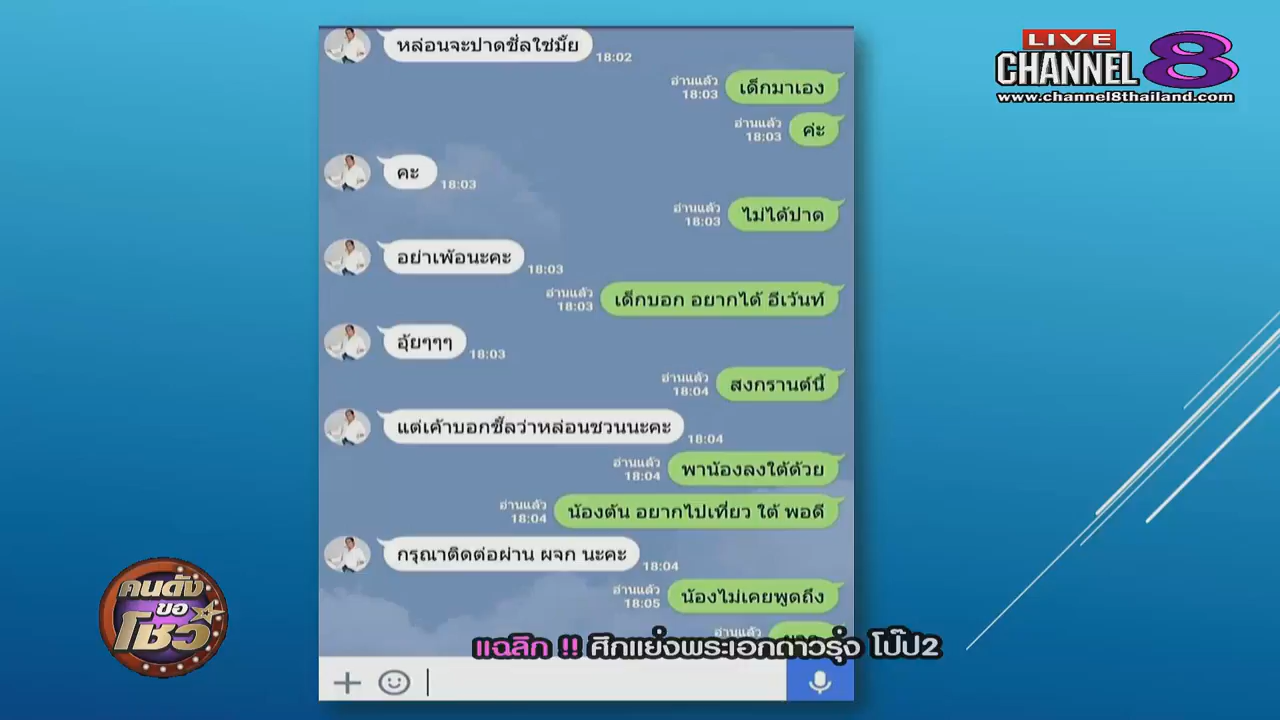 หล่อนจะปาดชั้ลใช่มั้ย
18:02
LIVE
CHANNEL 8
www.channel8thailand.com
อ่านแล้ว
18:03
เด็กมาเอง
อ่านแล้ว
18:03
ค่ะ
คะ
18:03
อ่านแล้ว
18:03
ไม่ได้ปาด
อย่าเพ้อนะคะ
18:03
อ่านแล้ว
18:03
เด็กบอก อยากได้ อีเว้นท์
อุ้ยๆๆๆ
18:03
อ่านแล้ว
18:04
สงกรานต์นี้
แต่เค้าบอกชั้ลว่าหล่อนชวนนะคะ
18:04
อ่านแล้ว
18:04
พาน้องลงใต้ด้วย
อ่านแล้ว
18:04
น้องต้น อยากไปเที่ยว ใต้ พอดี
กรุณาติดต่อผ่าน ผจก นะคะ
18:04
อ่านแล้ว
18:05
น้องไม่เคยพูดถึง
อ่านแล้ว
คนดัง
ขอ
โชว์
แฉลึก !! ศึกแย่งพระเอกดาวรุ่ง โป๊ป2